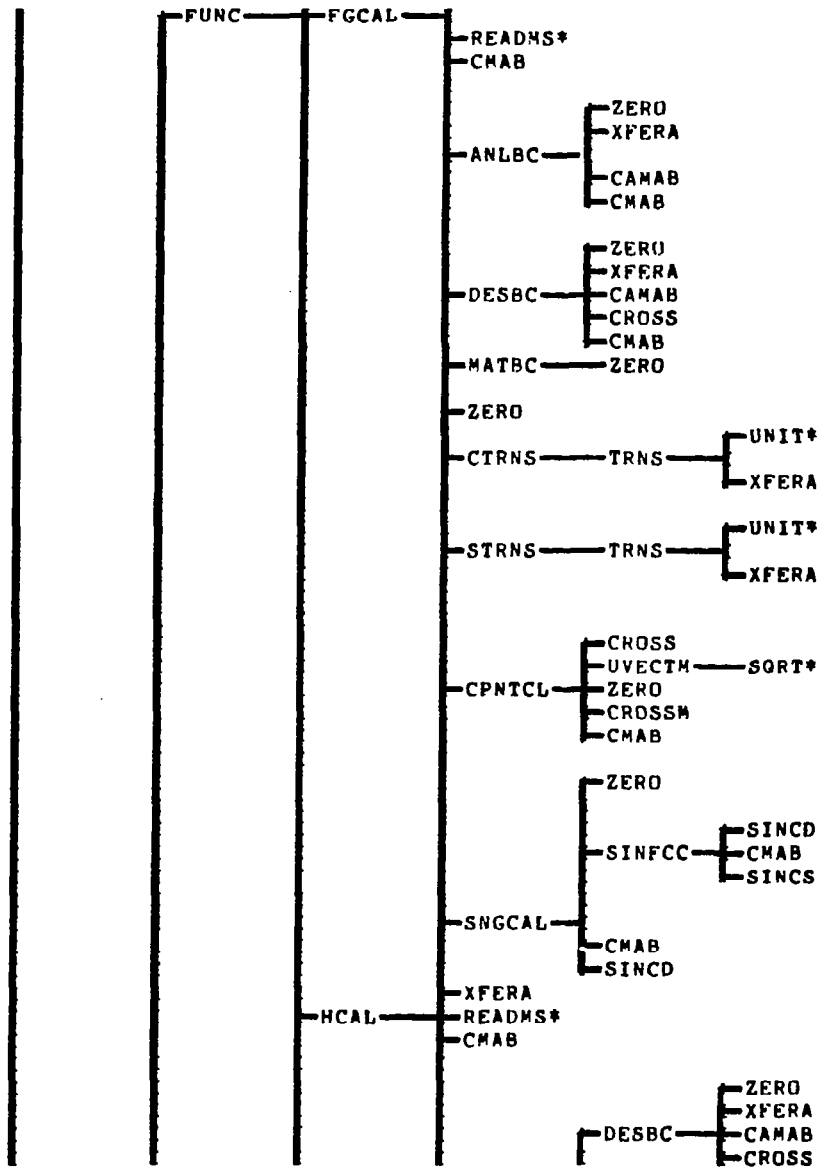 FUNC FGCAL
READMS*
CMAB
ZERO
XFERA
ANLBC
CAMAB
CMAB
ZERO
XFERA
DESBC CAMAB
CROSS
CMAB
MATBC ZERO
ZERO
UNIT*
CTRNS TRNS
XFERA
UNIT*
STRNS TRNS
XFERA
CROSS
UVECTM SQRT*
CPNTCL ZERO
CROSSM
CMAB
ZERO
SINCD
SINFCC CMAB
SINCS
SNGCAL
CMAB
SINCD
XFERA
HCAL READMS*
CMAB
ZERO
XFERA
DESBC CAMAB
CROSS